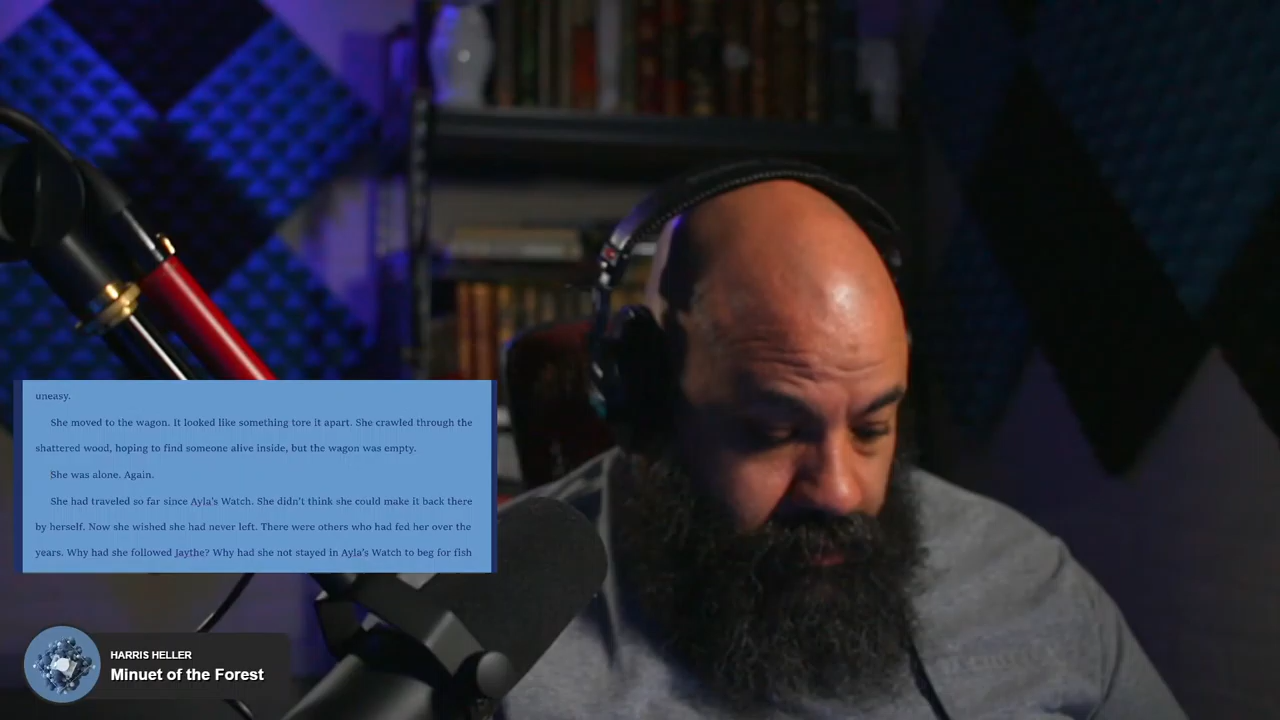 uneasy.
She moved to the wagon. It looked like something tore it apart. She crawled through the
shattered wood, hoping to find someone alive inside, but the wagon was empty.
She was alone. Again.
She had traveled so far since Ayla's Watch. She didn't think she could make it back there
by herself. Now she wished she had never left. There were others who had fed her over the
years. Why had she followed Jaythe? Why had she not stayed in Ayla's Watch to beg for fish
HARRIS HELLER
Minuet of the Forest